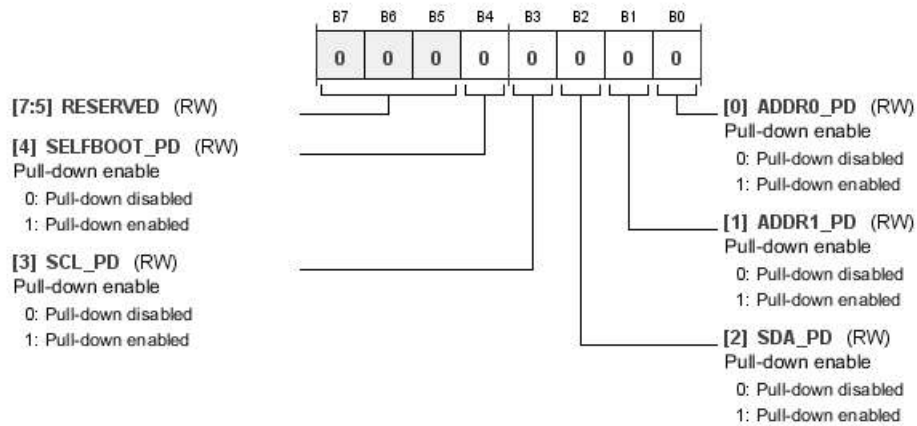 B7 B6 B5 B4 B3 B2 B1 B0
0 0 0 0 0 0 0 0
[7:5] RESERVED (RW)
[4] SELFBOOT_PD (RW)
Pull-down enable
0: Pull-down disabled
1: Pull-down enabled
[3] SCL_PD (RW)
Pull-down enable
0: Pull-down disabled
1: Pull-down enabled
[0] ADDR0_PD (RW)
Pull-down enable
0: Pull-down disabled
1: Pull-down enabled
[1] ADDR1_PD (RW)
Pull-down enable
0: Pull-down disabled
1: Pull-down enabled
[2] SDA_PD (RW)
Pull-down enable
0: Pull-down disabled
1: Pull-down enabled